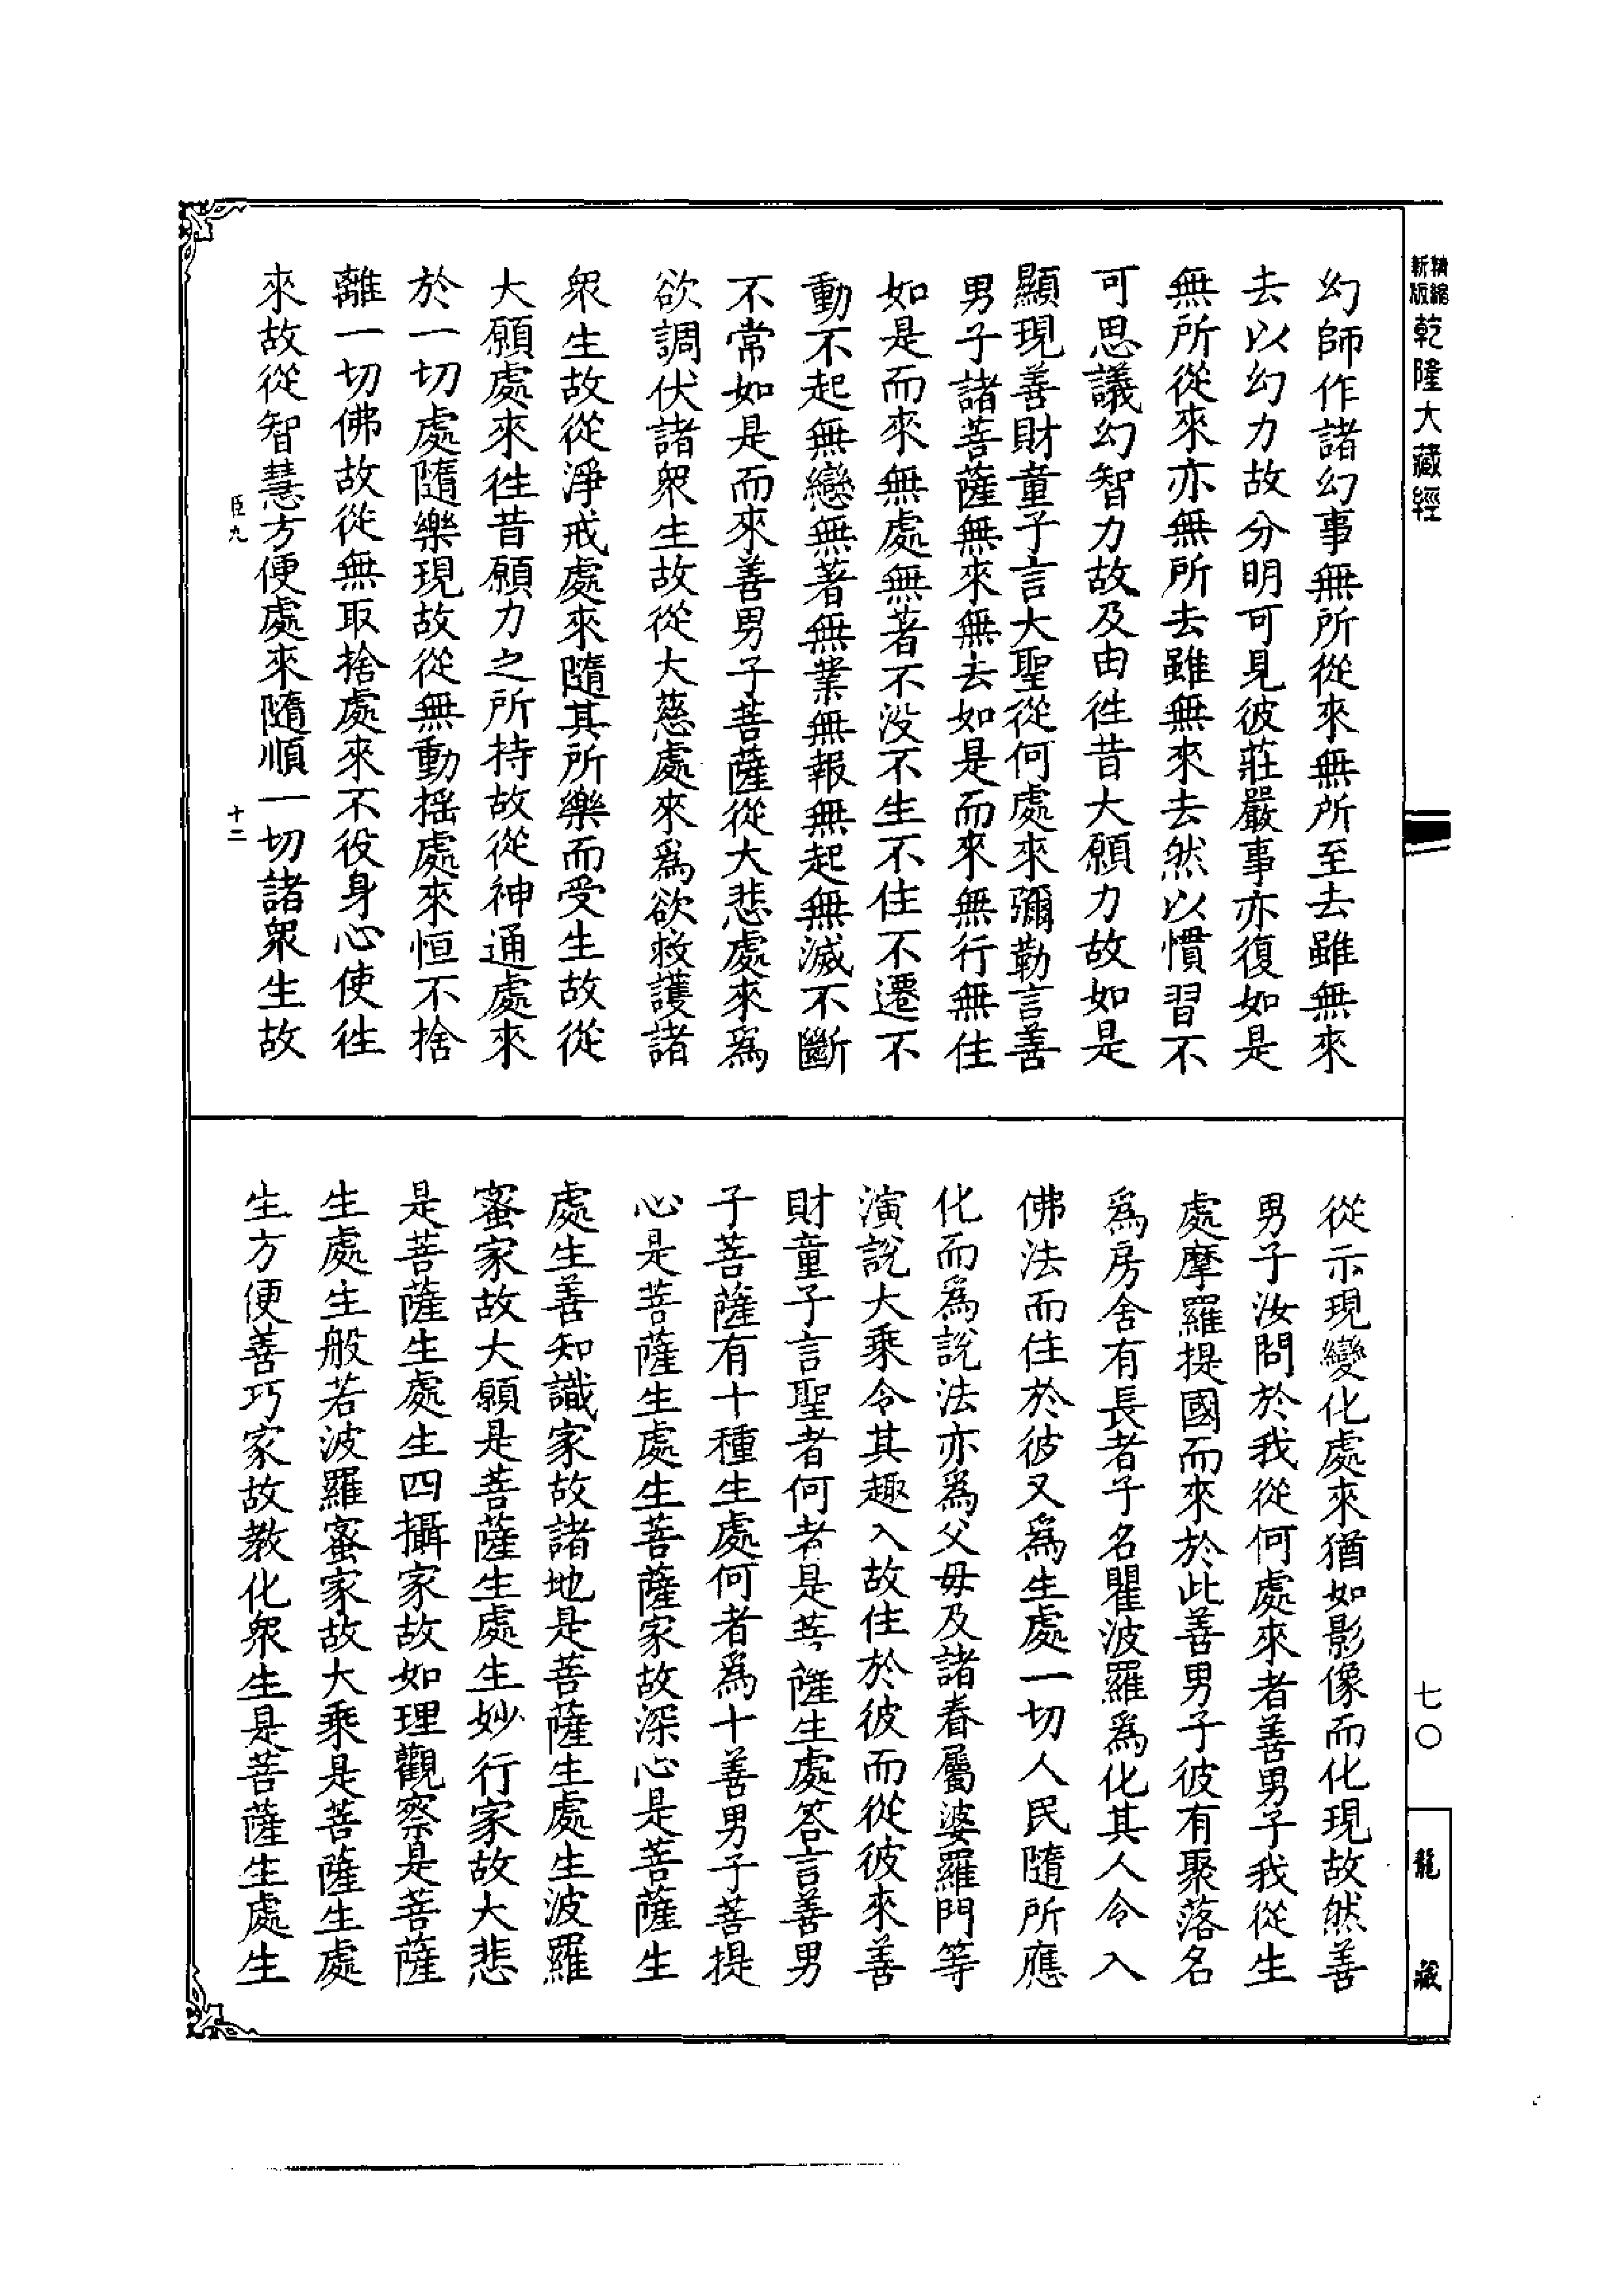 精縮新版乾隆大藏經
七〇
龍藏
幻師作諸幻事無所從來無所至去雖無來
去以幻力故分明可見彼莊嚴事亦復如是
無所從來亦無所去雖無來去然以慣習不
可思議幻智力故及由徃昔大願力故如是
顯現善財童子言大聖從何處來彌勒言善
男子諸菩薩無來無去如是而來無行無住
如是而來無處無著不没不生不住不遷不
動不起無戀無著無業無報無起無滅不斷
不常如是而來善男子菩薩從大悲處來爲
欲調伏諸衆生故從大慈處來爲欲救護諸
衆生故從淨戒處來隨其所樂而受生故從
大願處來徃昔願力之所持故從神通處來
於一切處隨樂現故從無動摇處來恒不捨
離一切佛故從無取捨處來不役身心使徃
來故從智慧方便處來隨順一切諸衆生故
臣九
十二
從示現變化處來猶如影像而化現故然善
男子汝問於我從何處來者善男子我從生
處摩羅提國而來於此善男子彼有聚落名
爲房舍有長者子名瞿波羅爲化其人令入
佛法而住於彼又爲生處一切人民隨所應
化而爲說法亦爲父母及諸眷屬婆羅門等
演說大乘令其趣入故住於彼而從彼來善
財童子言聖者何者是菩薩生處答言善男
子菩薩有十種生處何者爲十善男子菩提
心是菩薩生處生菩薩家故深心是菩薩生
處生善知識家故諸地是菩薩生處生波羅
蜜家故大願是菩薩生處生妙行家故大悲
是菩薩生處生四攝家故如理觀察是菩薩
生處生般若波羅蜜家故大乘是菩薩生處
生方便善巧家故教化衆生是菩薩生處生